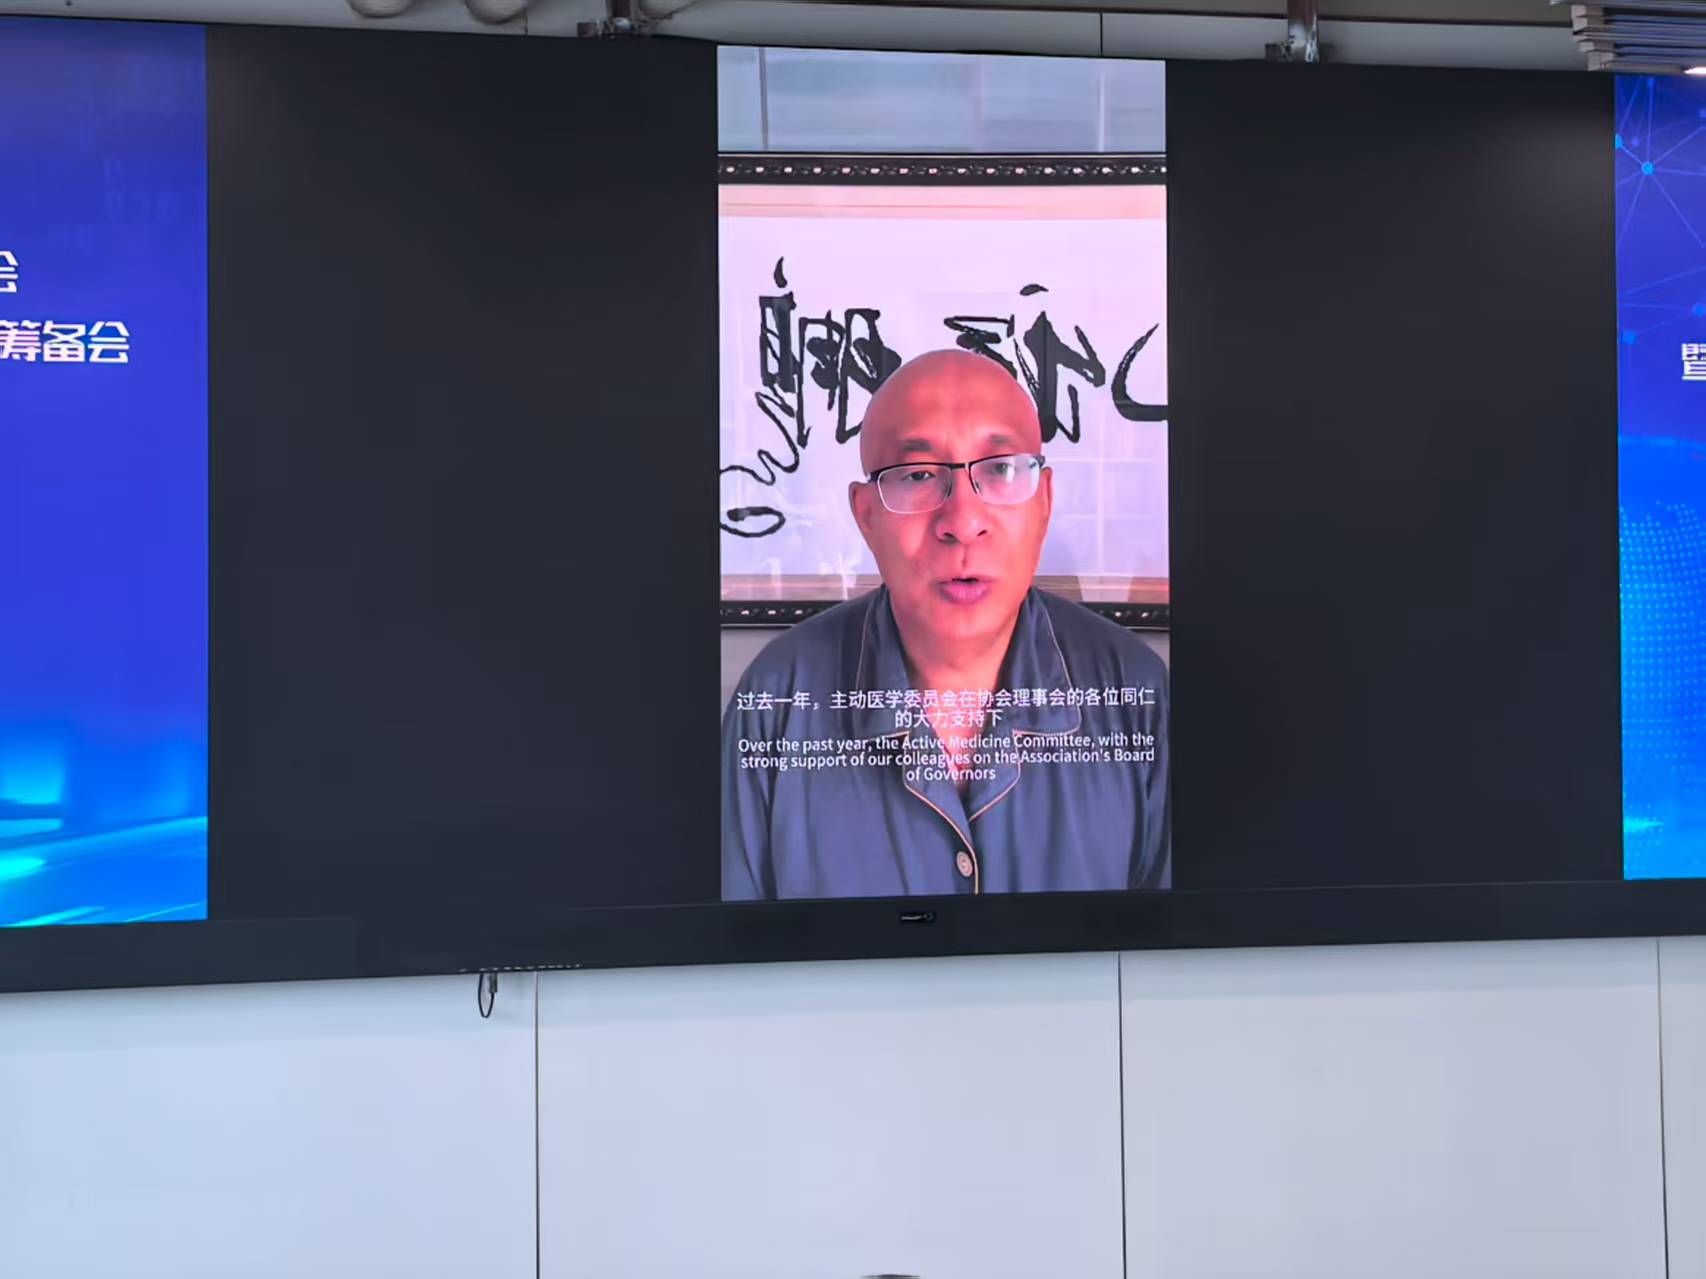 会
筹备会
暨
过去一年，主动医学委员会在协会理事会的各位同仁
的大力支持下
Over the past year, the Active Medicine Committee, with the
strong support of our colleagues on the Association's Board
of Governors